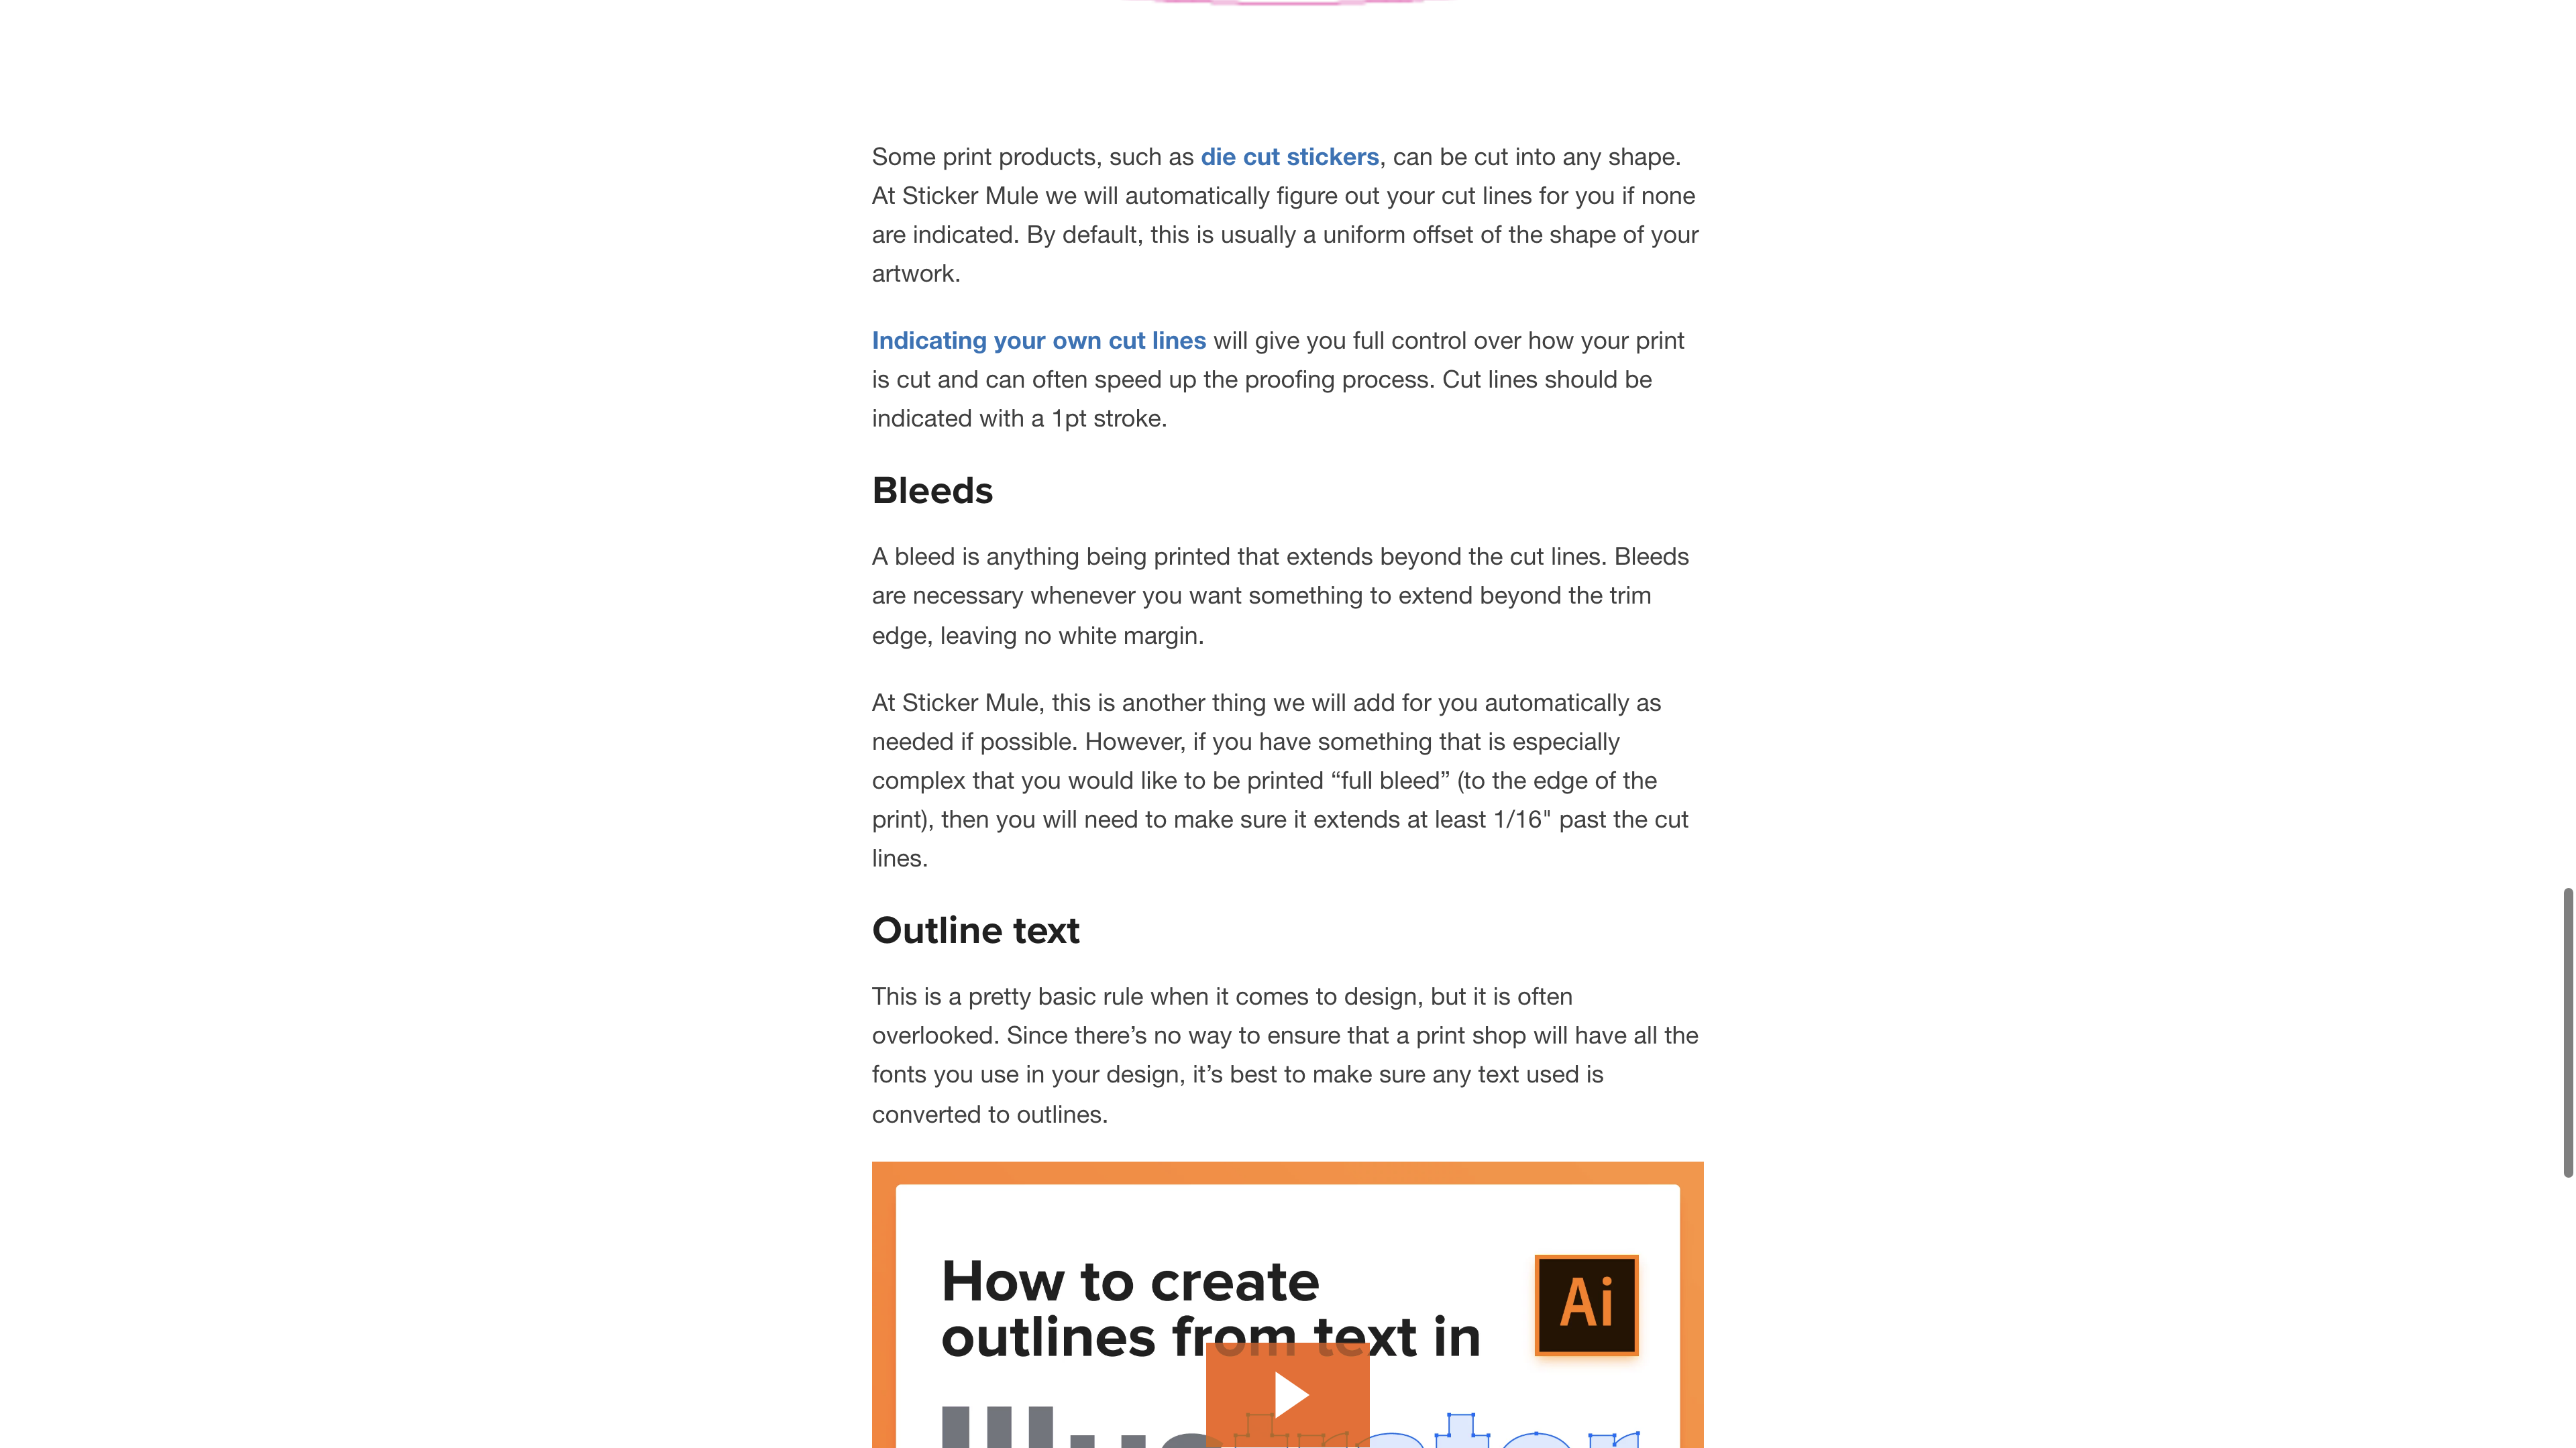 Some print products, such as die cut stickers, can be cut into any shape.
At Sticker Mule we will automatically figure out your cut lines for you if none
are indicated. By default, this is usually a uniform offset of the shape of your
artwork.
Indicating your own cut lines will give you full control over how your print
is cut and can often speed up the proofing process. Cut lines should be
indicated with a 1pt stroke.
Bleeds
A bleed is anything being printed that extends beyond the cut lines. Bleeds
are necessary whenever you want something to extend beyond the trim
edge, leaving no white margin.
At Sticker Mule, this is another thing we will add for you automatically as
needed if possible. However, if you have something that is especially
complex that you would like to be printed “full bleed” (to the edge of the
print), then you will need to make sure it extends at least 1/16" past the cut
lines.
Outline text
This is a pretty basic rule when it comes to design, but it is often
overlooked. Since there’s no way to ensure that a print shop will have all the
fonts you use in your design, it’s best to make sure any text used is
converted to outlines.
How to create
outlines from text in
Ai
Illustrator